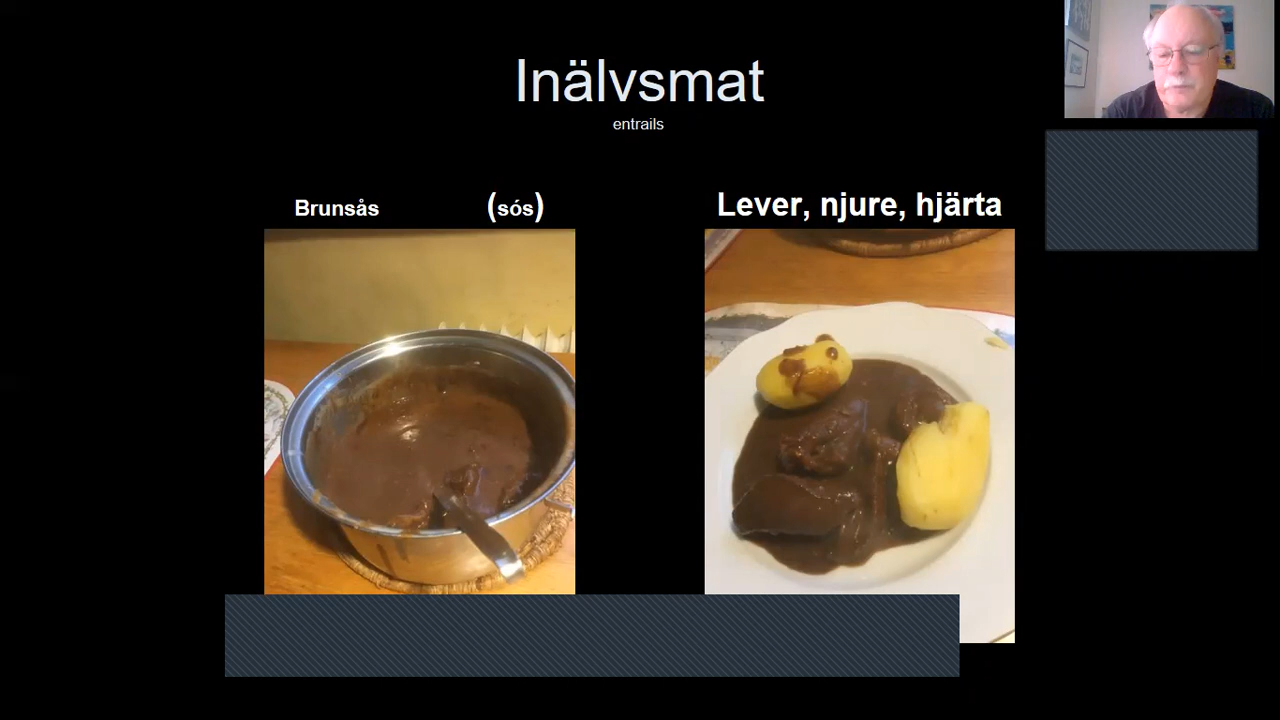 Inälvsmat
entrails
Brunsås (sós)
Lever, njure, hjärta